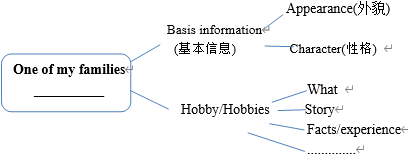 Appearance(外貌)
Basis information
(基本信息)
Character(性格)
One of my families
__________
What
Hobby/Hobbies
Story
Facts/experience
..............